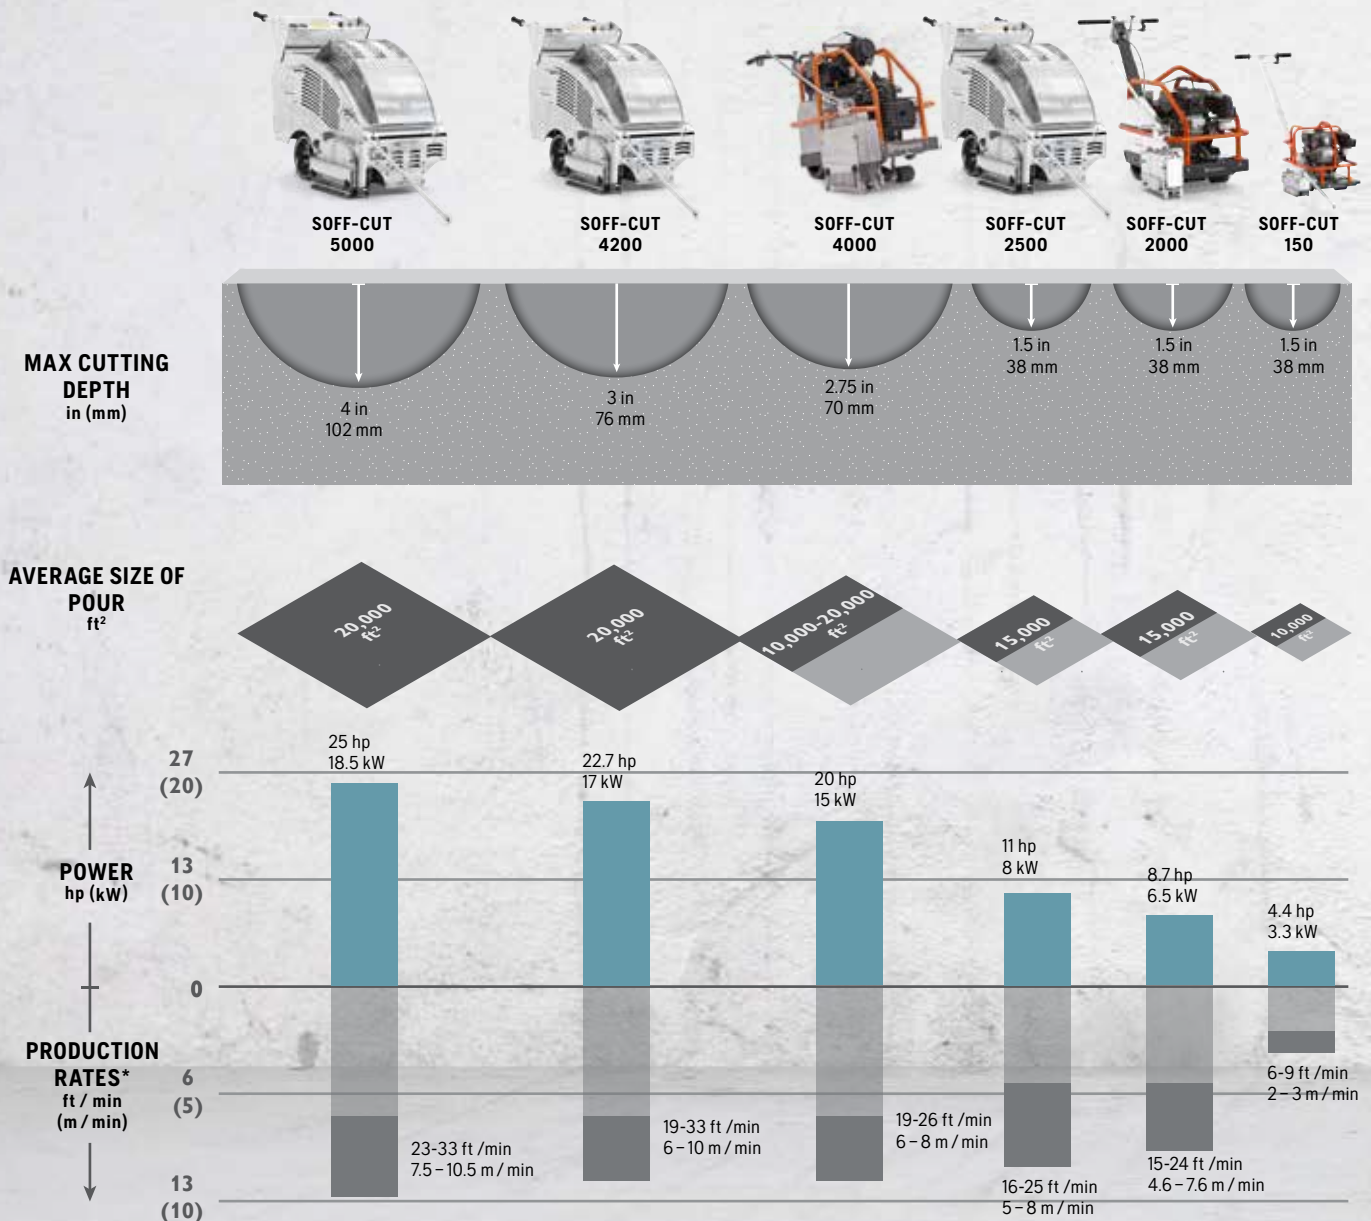 SOFF-CUT
5000
SOFF-CUT
4200
SOFF-CUT
4000
SOFF-CUT
2500
SOFF-CUT
2000
SOFF-CUT
150
MAX CUTTING
DEPTH
in (mm)
4 in
102 mm
3 in
76 mm
2.75 in
70 mm
1.5 in
38 mm
1.5 in
38 mm
1.5 in
38 mm
AVERAGE SIZE OF
POUR
ft²
20,000
ft²
20,000
ft²
10,000-20,000
ft²
15,000
ft²
15,000
ft²
10,000
ft²
POWER
hp (kW)
27
(20)
13
(10)
0
25 hp
18.5 kW
22.7 hp
17 kW
20 hp
15 kW
11 hp
8 kW
8.7 hp
6.5 kW
4.4 hp
3.3 kW
PRODUCTION
RATES*
ft / min
(m / min)
6
(5)
13
(10)
23-33 ft /min
7.5 – 10.5 m / min
19-33 ft /min
6 – 10 m / min
19-26 ft /min
6 – 8 m / min
16-25 ft /min
5 – 8 m / min
15-24 ft /min
4.6 – 7.6 m / min
6-9 ft /min
2 – 3 m / min